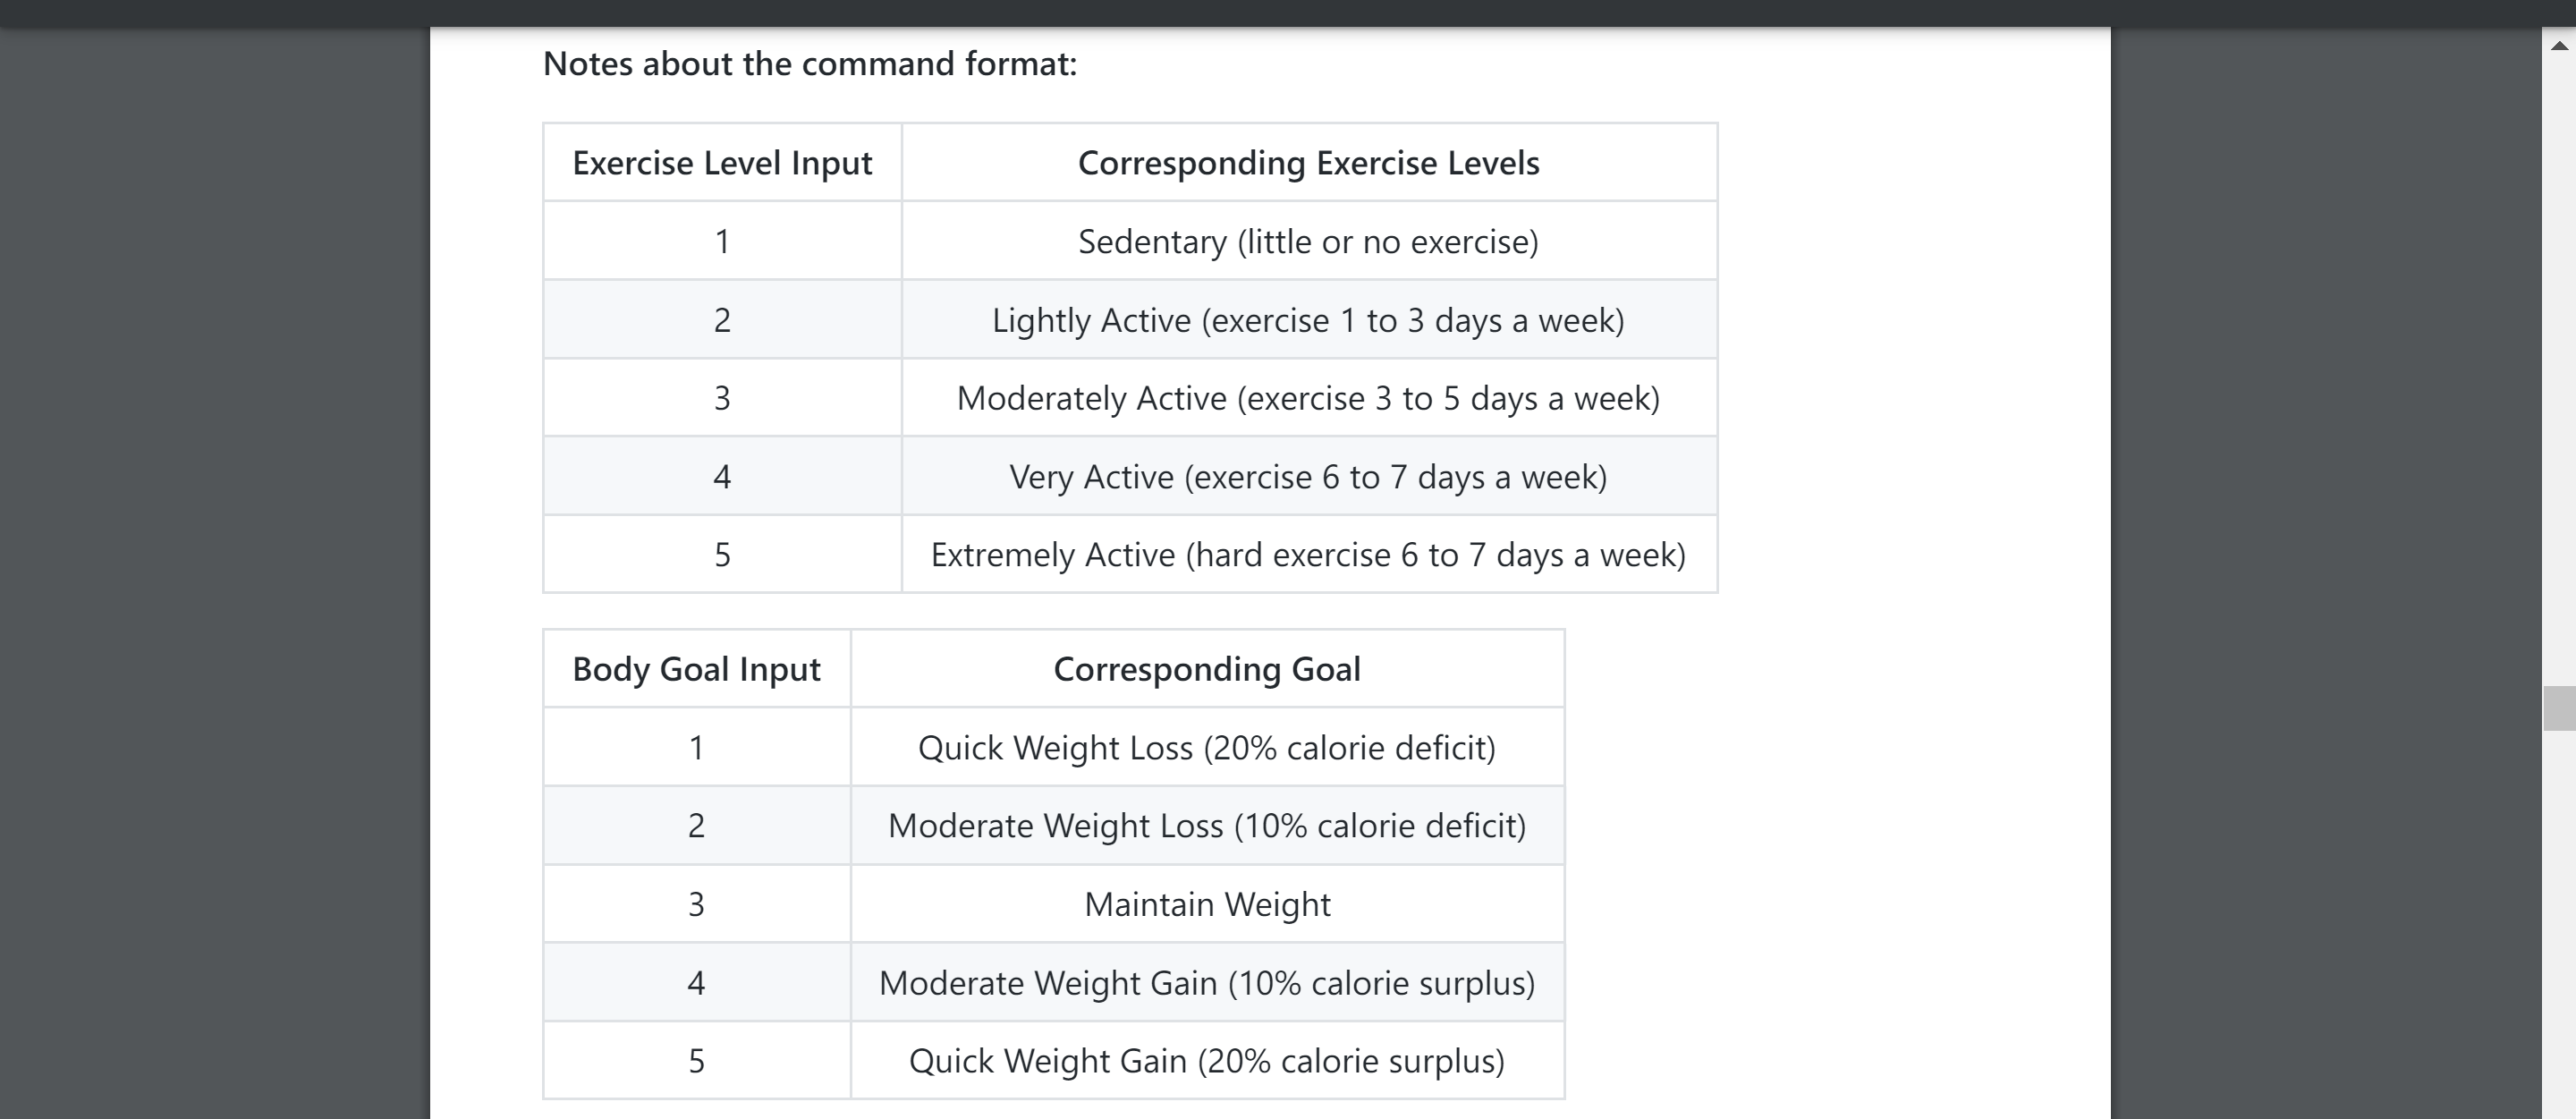 Notes about the command format:
Exercise Level Input Corresponding Exercise Levels
1 Sedentary (little or no exercise)
2 Lightly Active (exercise 1 to 3 days a week)
3 Moderately Active (exercise 3 to 5 days a week)
4 Very Active (exercise 6 to 7 days a week)
5 Extremely Active (hard exercise 6 to 7 days a week)
Body Goal Input Corresponding Goal
1 Quick Weight Loss (20% calorie deficit)
2 Moderate Weight Loss (10% calorie deficit)
3 Maintain Weight
4 Moderate Weight Gain (10% calorie surplus)
5 Quick Weight Gain (20% calorie surplus)